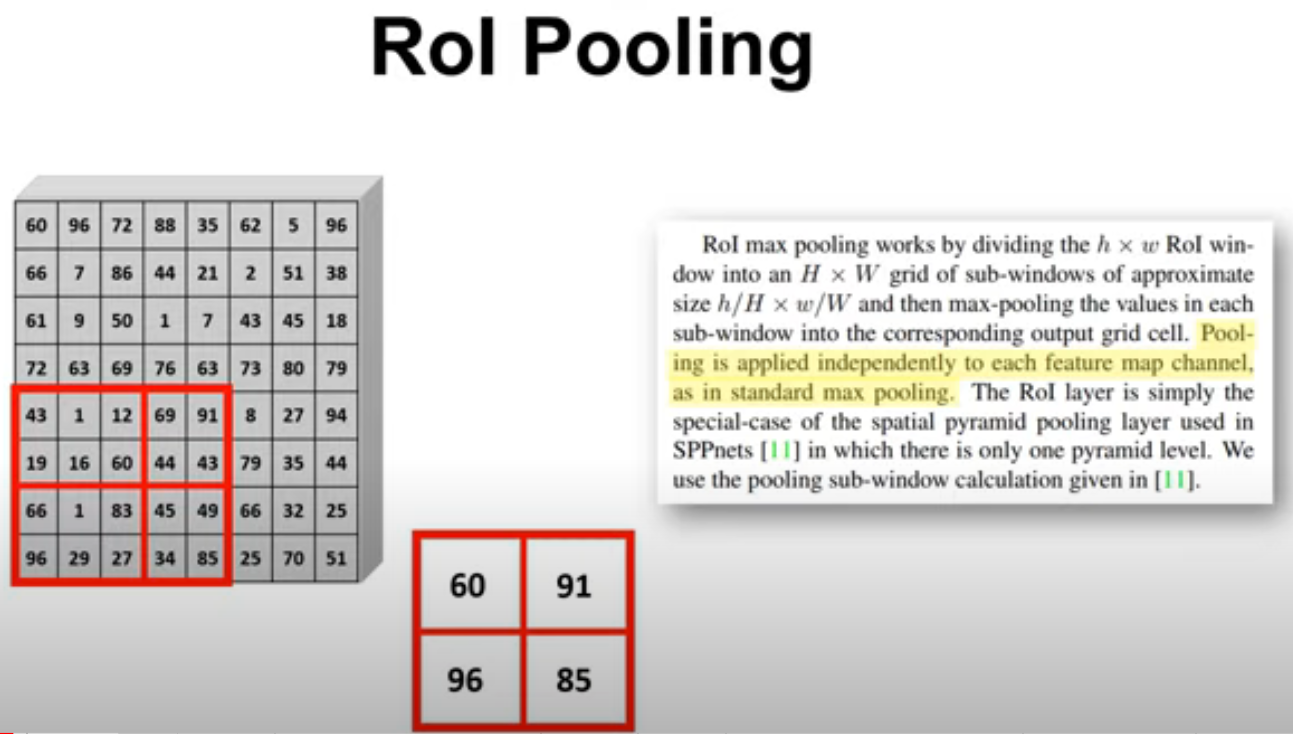 RoI Pooling
60 96 72 88 35 62 5 96
66 7 86 44 21 2 51 38
61 9 50 1 7 43 45 18
72 63 69 76 63 73 80 79
43 1 12 69 91 8 27 94
19 16 60 44 43 79 35 44
66 1 83 45 49 66 32 25
96 29 27 34 85 25 70 51
RoI max pooling works by dividing the h × w RoI win-
dow into an H × W grid of sub-windows of approximate
size h/H × w/W and then max-pooling the values in each
sub-window into the corresponding output grid cell. Pool-
ing is applied independently to each feature map channel,
as in standard max pooling. The RoI layer is simply the
special-case of the spatial pyramid pooling layer used in
SPPnets [11] in which there is only one pyramid level. We
use the pooling sub-window calculation given in [11].
60 91
96 85